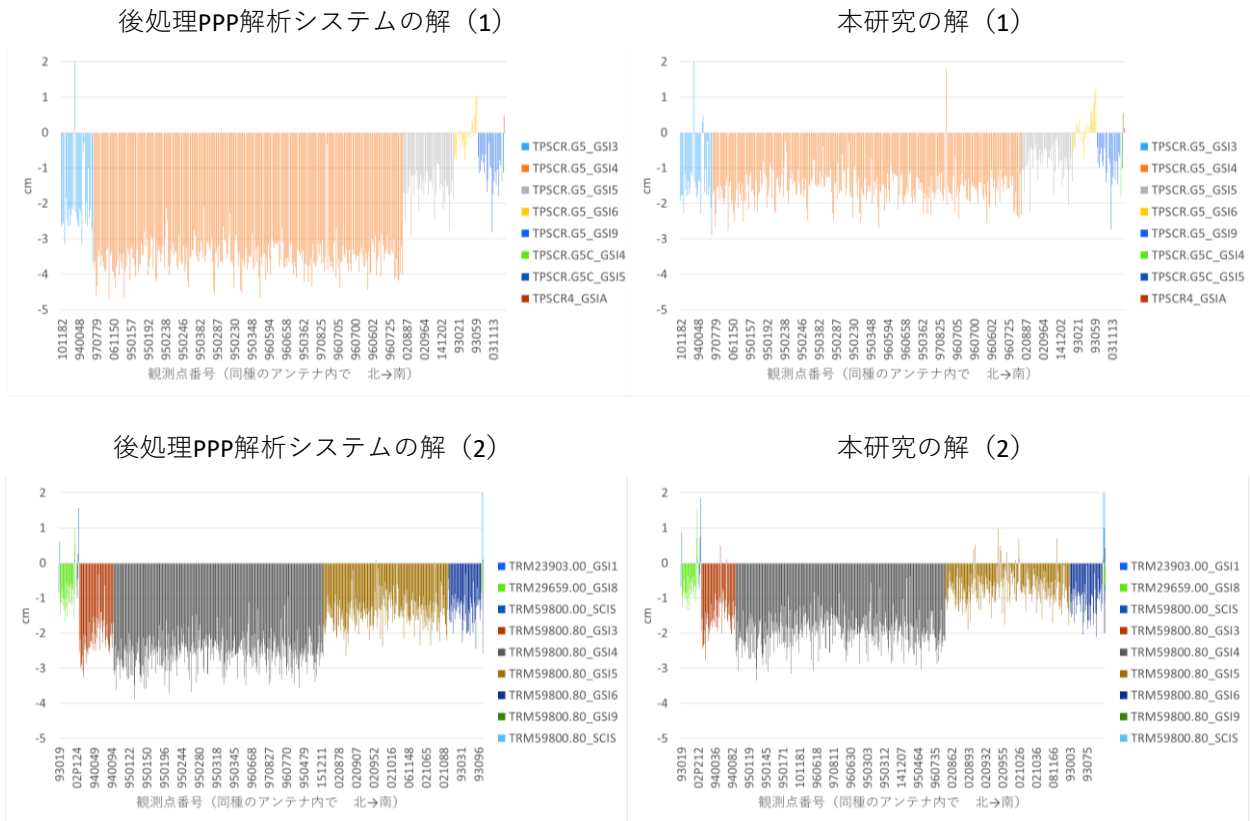 後処理PPP解析システムの解（1）
本研究の解（1）
2
1
0
-1
-2
-3
-4
-5
cm
101182
940048
970779
061150
950157
950192
950238
950246
950382
950287
950230
950348
960594
960658
950362
970825
960705
960700
960602
960725
020887
020964
141202
93021
93059
031113
観測点番号（同種のアンテナ内で　北→南）
TPSCR.G5_GSI3
TPSCR.G5_GSI4
TPSCR.G5_GSI5
TPSCR.G5_GSI6
TPSCR.G5_GSI9
TPSCR.G5C_GSI4
TPSCR.G5C_GSI5
TPSCR4_GSIA
2
1
0
-1
-2
-3
-4
-5
cm
101182
940048
970779
061150
950157
950192
950238
950246
950382
950287
950230
950348
960594
960658
950362
970825
960705
960700
960602
960725
020887
020964
141202
93021
93059
031113
観測点番号（同種のアンテナ内で　北→南）
TPSCR.G5_GSI3
TPSCR.G5_GSI4
TPSCR.G5_GSI5
TPSCR.G5_GSI6
TPSCR.G5_GSI9
TPSCR.G5C_GSI4
TPSCR.G5C_GSI5
TPSCR4_GSIA
後処理PPP解析システムの解（2）
本研究の解（2）
2
1
0
-1
-2
-3
-4
-5
cm
93019
02P124
940049
940094
950122
950150
950196
950244
950280
950318
950345
960668
970827
960770
950479
151211
020878
020907
020952
021016
061148
021065
021088
93031
93096
観測点番号（同種のアンテナ内で　北→南）
TRM23903.00_GSI1
TRM29659.00_GSI8
TRM59800.00_SCIS
TRM59800.80_GSI3
TRM59800.80_GSI4
TRM59800.80_GSI5
TRM59800.80_GSI6
TRM59800.80_GSI9
TRM59800.80_SCIS
2
1
0
-1
-2
-3
-4
-5
cm
93019
02P212
940036
940082
950119
950145
950171
101181
960618
970811
960630
950303
950312
141207
950464
960735
020862
020893
020932
020955
021026
021036
081166
93003
93075
観測点番号（同種のアンテナ内で　北→南）
TRM23903.00_GSI1
TRM29659.00_GSI8
TRM59800.00_SCIS
TRM59800.80_GSI3
TRM59800.80_GSI4
TRM59800.80_GSI5
TRM59800.80_GSI6
TRM59800.80_GSI9
TRM59800.80_SCIS